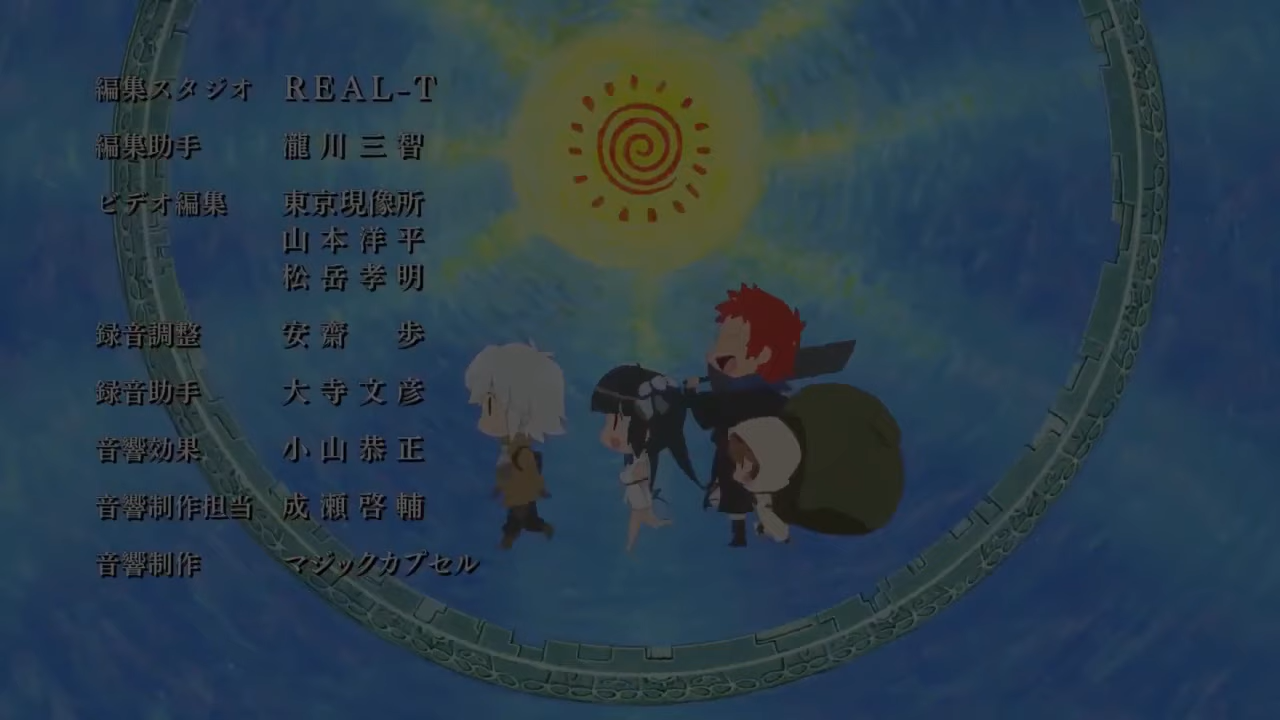 編集スタジオ REAL-T
編集助手 瀧川三智
ビデオ編集 東京現像所
山本洋平
松岳孝明
録音調整 安齋 歩
録音助手 大寺文彦
音響効果 小山恭正
音響制作担当 成瀬啓輔
音響制作 マジックカプセル